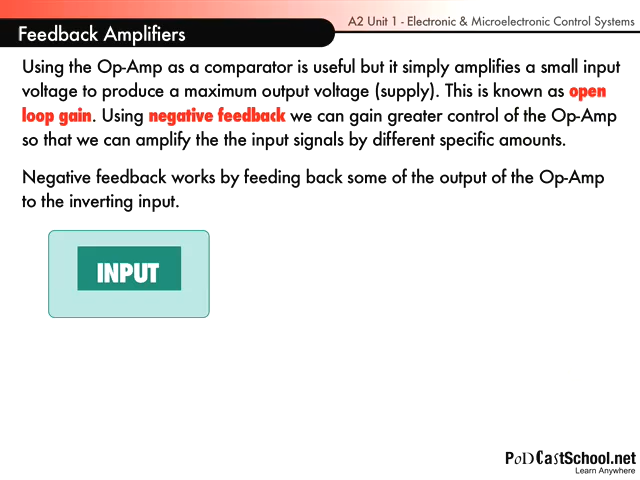 A2 Unit 1 - Electronic & Microelectronic Control Systems
Feedback Amplifiers
Using the Op-Amp as a comparator is useful but it simply amplifies a small input
voltage to produce a maximum output voltage (supply). This is known as open
loop gain. Using negative feedback we can gain greater control of the Op-Amp
so that we can amplify the the input signals by different specific amounts.
Negative feedback works by feeding back some of the output of the Op-Amp
to the inverting input.
INPUT
PoDCastSchool.net
Learn Anywhere